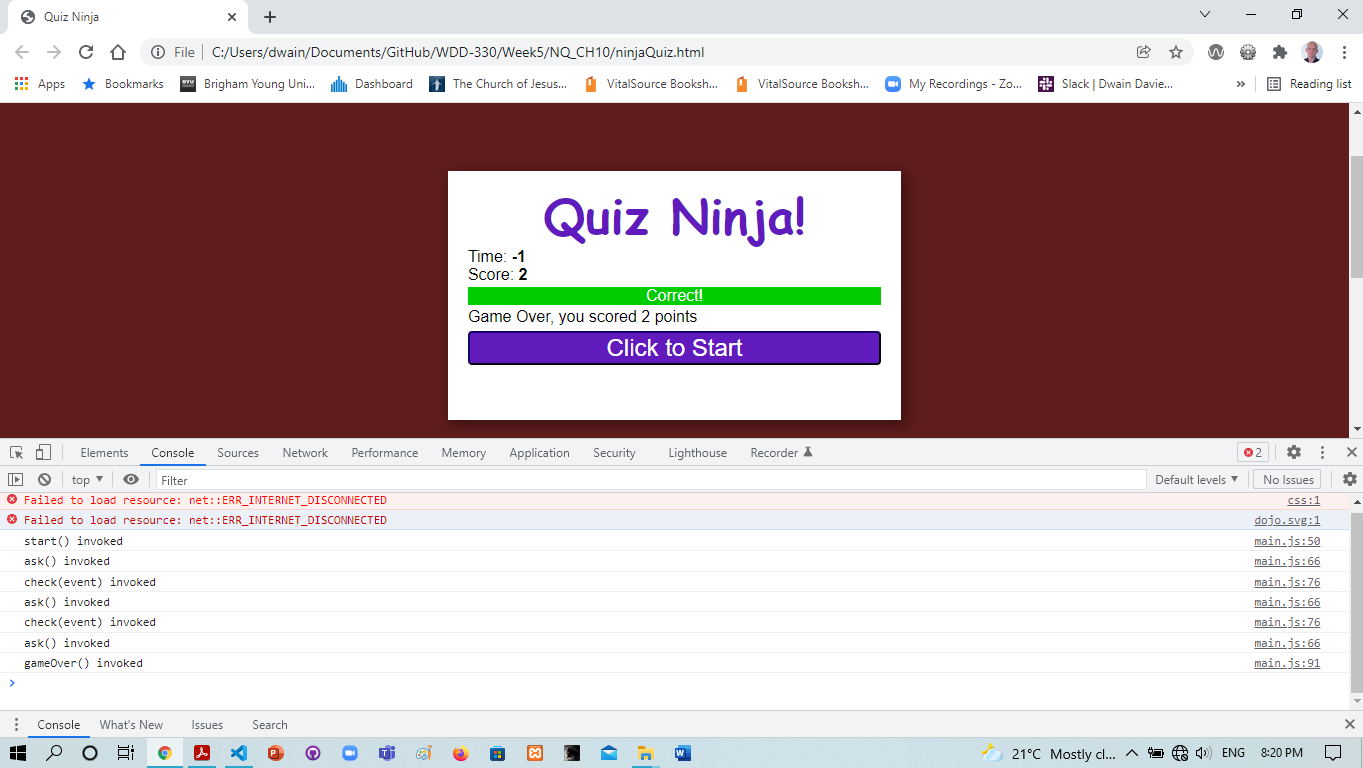 Quiz Ninja
File C:/Users/dwain/Documents/GitHub/WDD-330/Week5/NQ_CH10/ninjaQuiz.html
Apps Bookmarks BYU Brigham Young Uni... Dashboard The Church of Jesus... VitalSource Booksh... VitalSource Booksh... My Recordings - Zo... Slack | Dwain Davie... » Reading list
Quiz Ninja!
Time: -1
Score: 2
Correct!
Game Over, you scored 2 points
Click to Start
Elements Console Sources Network Performance Memory Application Security Lighthouse Recorder 2
top Filter Default levels No Issues
Failed to load resource: net::ERR_INTERNET_DISCONNECTED css:1
Failed to load resource: net::ERR_INTERNET_DISCONNECTED dojo.svg:1
start() invoked main.js:50
ask() invoked main.js:66
check(event) invoked main.js:76
ask() invoked main.js:66
check(event) invoked main.js:76
ask() invoked main.js:66
gameOver() invoked main.js:91
Console What's New Issues Search
21°C Mostly cl... ENG 8:20 PM